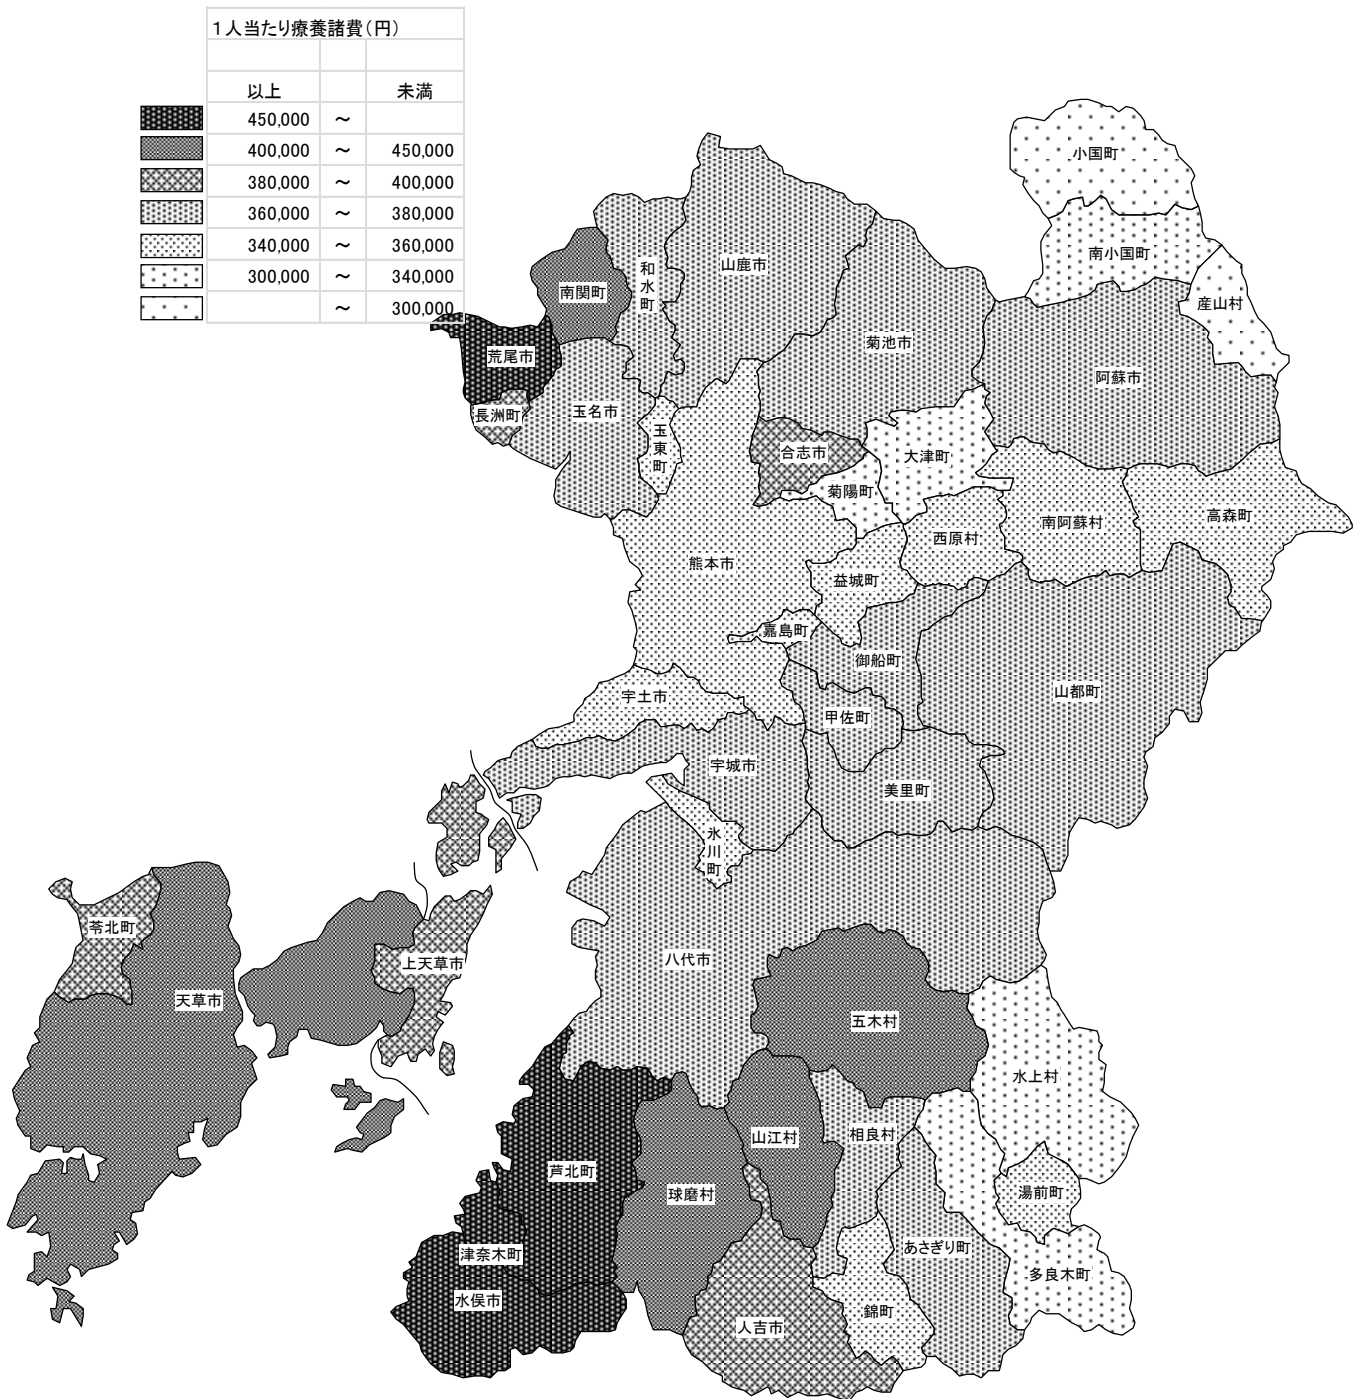 １人当たり療養諸費（円）
以上 未満
450,000 ～
400,000 ～ 450,000
380,000 ～ 400,000
360,000 ～ 380,000
340,000 ～ 360,000
300,000 ～ 340,000
～ 300,000
小国町
南小国町
産山村
山鹿市
和水町
南関町
荒尾市
長洲町
玉名市
玉東町
菊池市
阿蘇市
合志市
大津町
菊陽町
西原村
南阿蘇村
高森町
熊本市
益城町
嘉島町
御船町
山都町
宇土市
甲佐町
宇城市
美里町
氷川町
苓北町
天草市
上天草市
八代市
五木村
水上村
山江村
相良村
芦北町
球磨村
湯前町
あさぎり町
多良木町
津奈木町
水俣市
錦町
人吉市